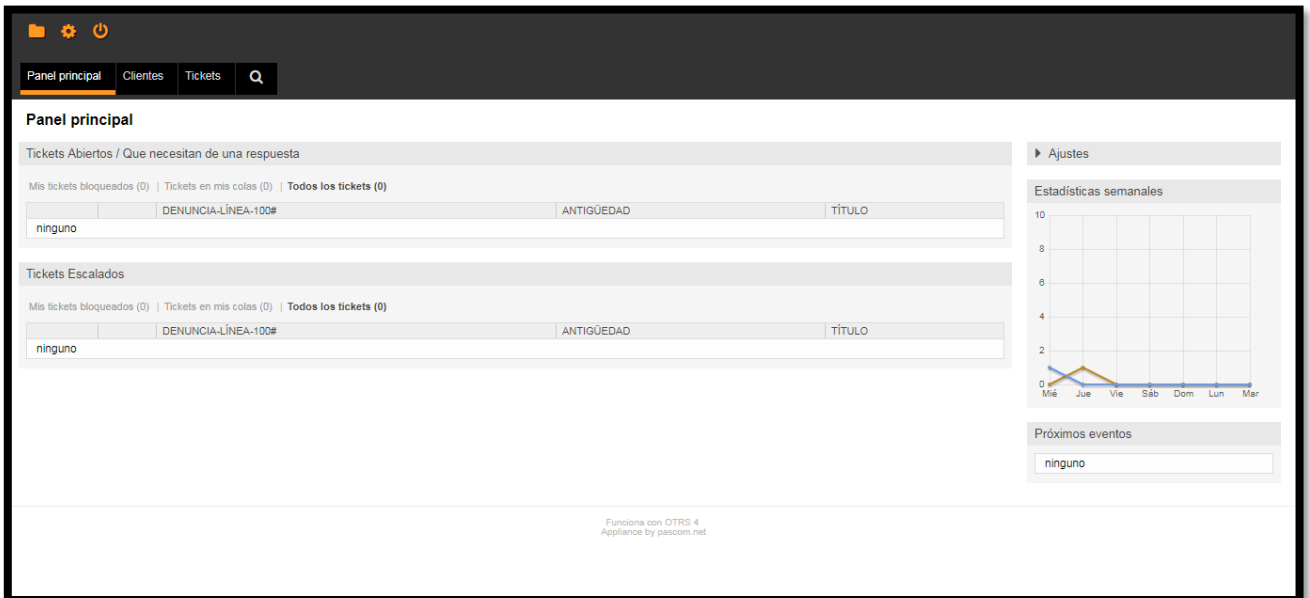 Panel principal Clientes Tickets
Panel principal
Tickets Abiertos / Que necesitan de una respuesta
Mis tickets bloqueados (0) | Tickets en mis colas (0) | Todos los tickets (0)
DENUNCIA-LÍNEA-100# ANTIGÜEDAD TÍTULO
ninguno
Tickets Escalados
Mis tickets bloqueados (0) | Tickets en mis colas (0) | Todos los tickets (0)
DENUNCIA-LÍNEA-100# ANTIGÜEDAD TÍTULO
ninguno
Ajustes
Estadísticas semanales
10
8
6
4
2
0
Mié Jue Vie Sáb Dom Lun Mar
Próximos eventos
ninguno
Funciona con OTRS 4
Appliance by pascom.net